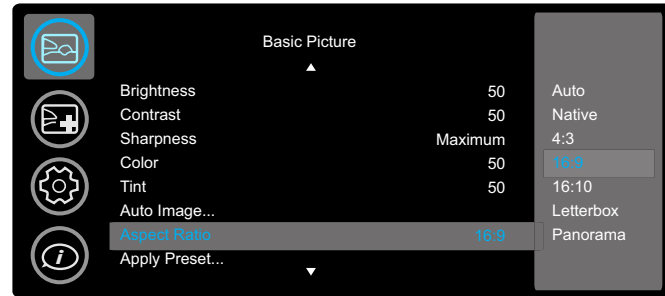 Basic Picture
Brightness 50
Contrast 50
Sharpness Maximum
Color 50
Tint 50
Auto Image...
Aspect Ratio 16:9
Apply Preset...
Auto
Native
4:3
16:9
16:10
Letterbox
Panorama
i